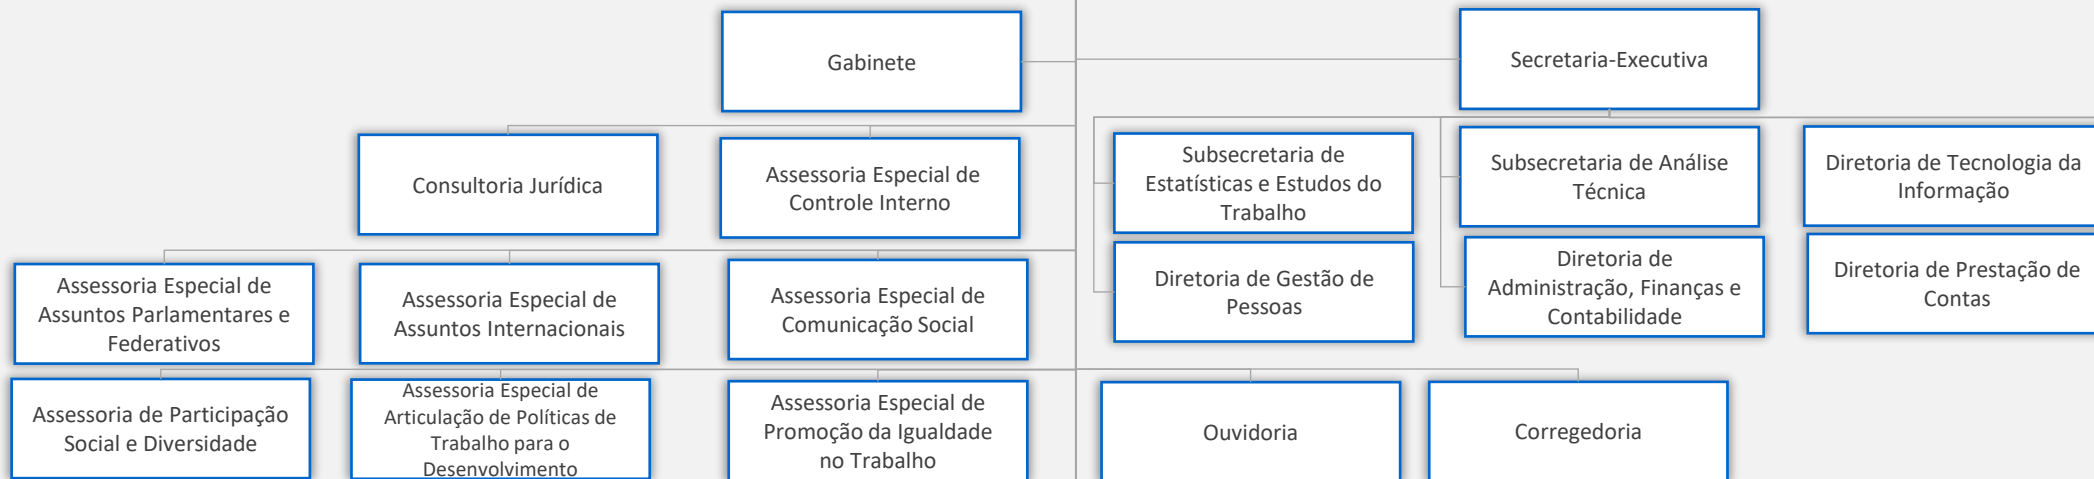 Gabinete
Secretaria-Executiva
Consultoria Jurídica
Assessoria Especial de
Controle Interno
Subsecretaria de
Estatísticas e Estudos do
Trabalho
Subsecretaria de Análise
Técnica
Diretoria de Tecnologia da
Informação
Assessoria Especial de
Assuntos Parlamentares e
Federativos
Assessoria Especial de
Assuntos Internacionais
Assessoria Especial de
Comunicação Social
Diretoria de Gestão de
Pessoas
Diretoria de
Administração, Finanças e
Contabilidade
Diretoria de Prestação de
Contas
Assessoria de Participação
Social e Diversidade
Assessoria Especial de
Articulação de Políticas de
Trabalho para o
Desenvolvimento
Assessoria Especial de
Promoção da Igualdade
no Trabalho
Ouvidoria
Corregedoria